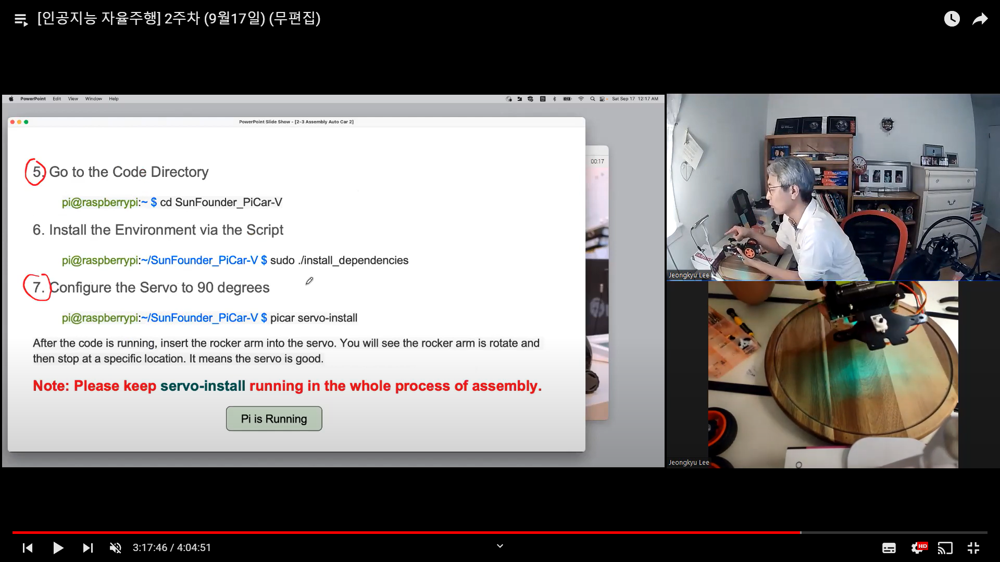 [인공지능 자율주행] 2주차 (9월17일) (무편집)
PowerPoint Edit View Window Help
Sat Sep 17 12:17 AM
PowerPoint Slide Show - [2-3 Assembly Auto Car 2]
00:17
5. Go to the Code Directory
pi@raspberrypi:~ $ cd SunFounder_PiCar-V
6. Install the Environment via the Script
pi@raspberrypi:~/SunFounder_PiCar-V $ sudo ./install_dependencies
7. Configure the Servo to 90 degrees
pi@raspberrypi:~/SunFounder_PiCar-V $ picar servo-install
After the code is running, insert the rocker arm into the servo. You will see the rocker arm is rotate and
then stop at a specific location. It means the servo is good.
Note: Please keep servo-install running in the whole process of assembly.
Pi is Running
Jeongkyu Lee
Jeongkyu Lee
3:17:46 / 4:04:51
HD